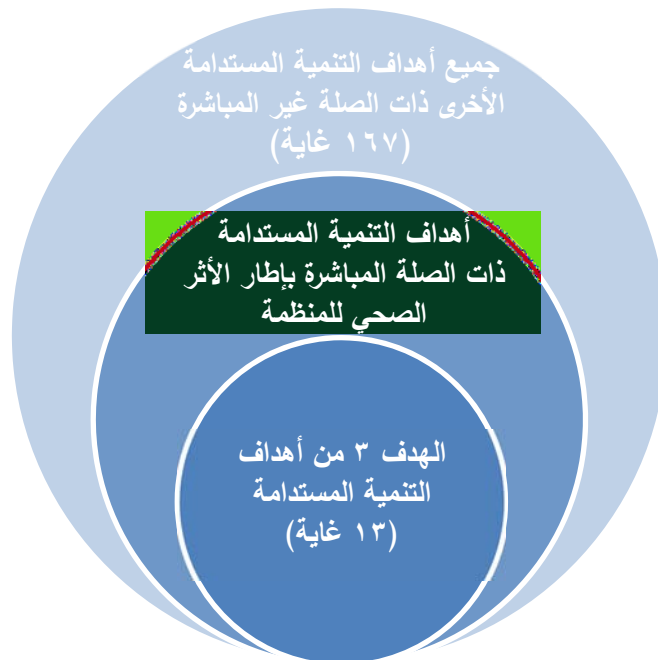 جميع أهداف التنمية المستدامة
الأخرى ذات الصلة غير المباشرة
(١٦٧ غاية)
أهداف التنمية المستدامة
ذات الصلة المباشرة بإطار الأثر
الصحي للمنظمة
الهدف ٣ من أهداف
التنمية المستدامة
(١٣ غاية)